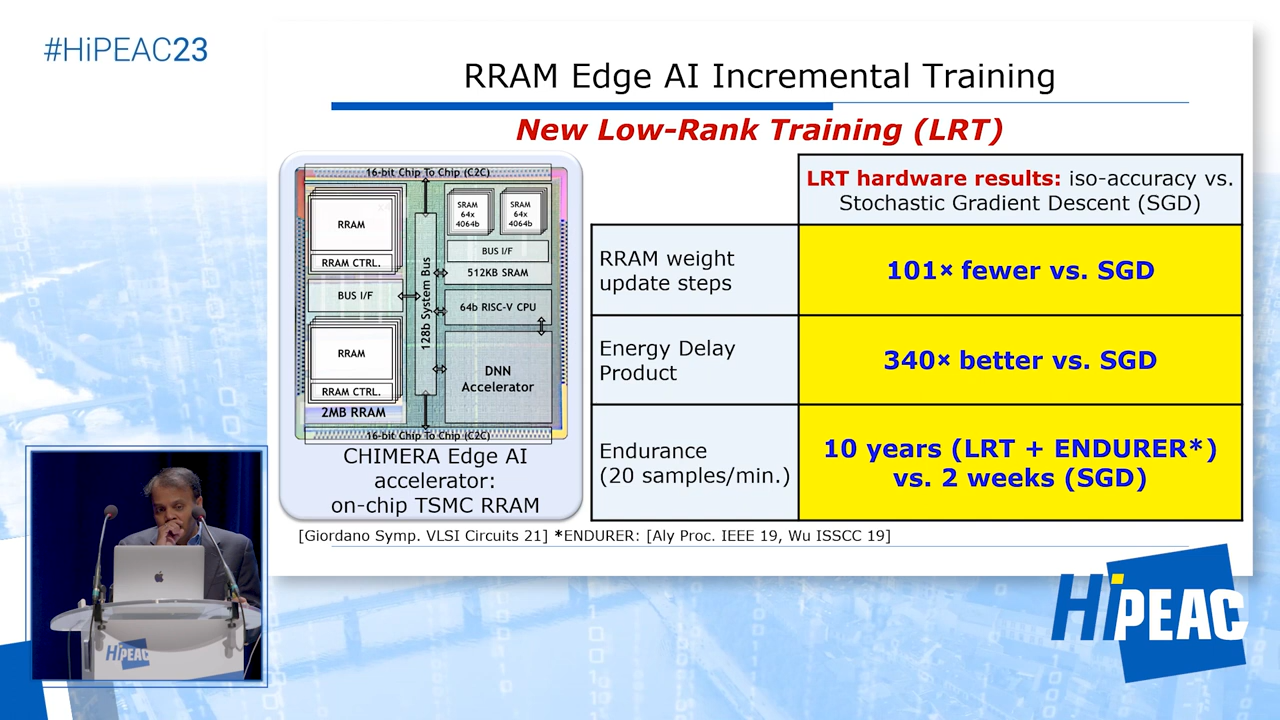 #HiPEAC23
RRAM Edge AI Incremental Training
New Low-Rank Training (LRT)
16-bit Chip To Chip (C2C)
RRAM
RRAM CTRL.
BUS I/F
RRAM
RRAM CTRL.
2MB RRAM
128b System Bus
SRAM
64x
4064b
SRAM
64x
4064b
BUS I/F
512KB SRAM
64b RISC-V CPU
DNN
Accelerator
16-bit Chip To Chip (C2C)
CHIMERA Edge AI
accelerator:
on-chip TSMC RRAM
LRT hardware results: iso-accuracy vs.
Stochastic Gradient Descent (SGD)
RRAM weight
update steps
101× fewer vs. SGD
Energy Delay
Product
340× better vs. SGD
Endurance
(20 samples/min.)
10 years (LRT + ENDURER*)
vs. 2 weeks (SGD)
[Giordano Symp. VLSI Circuits 21] *ENDURER: [Aly Proc. IEEE 19, Wu ISSCC 19]
HiPEAC
HiPEAC